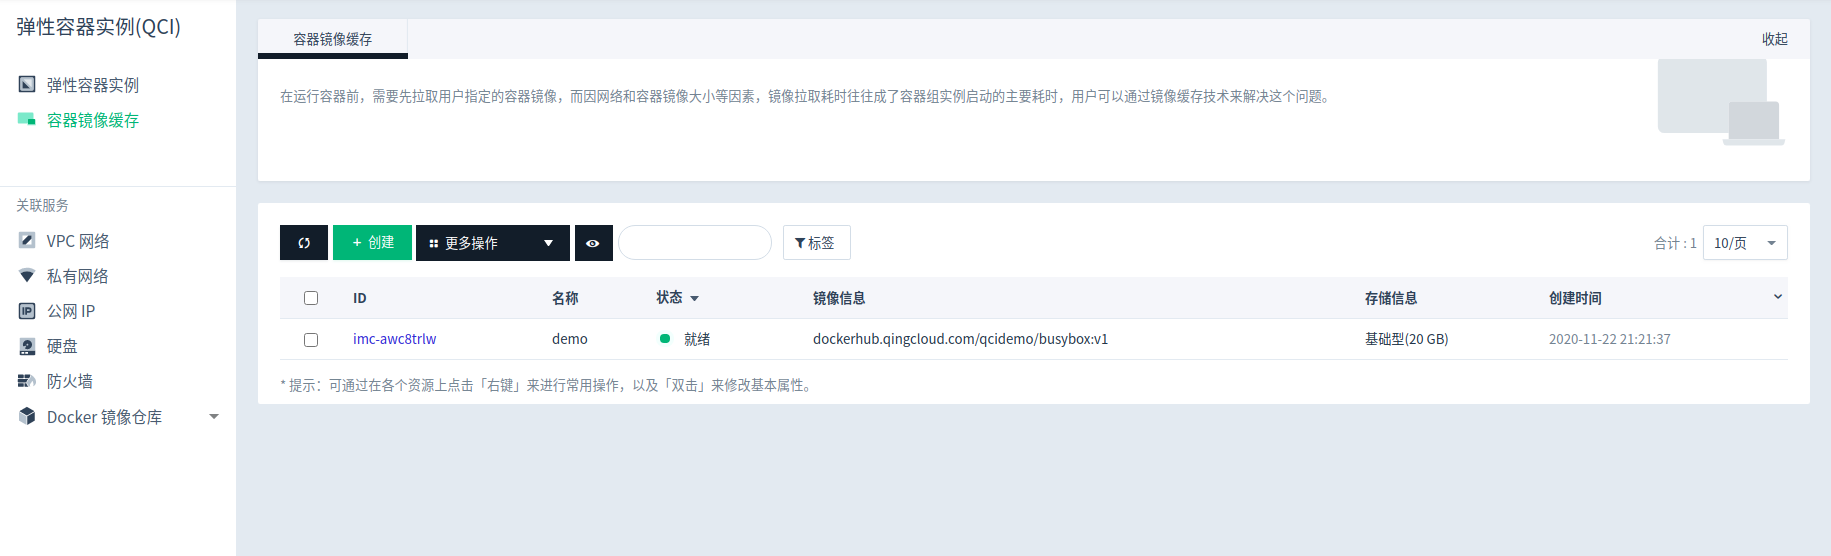 弹性容器实例(QCI)
弹性容器实例
容器镜像缓存
关联服务
VPC 网络
私有网络
公网 IP
硬盘
防火墙
Docker 镜像仓库
容器镜像缓存
收起
在运行容器前，需要先拉取用户指定的容器镜像，而因网络和容器镜像大小等因素，镜像拉取耗时往往成了容器组实例启动的主要耗时，用户可以通过镜像缓存技术来解决这个问题。
+ 创建 更多操作 标签 合计 : 1 10/页
ID 名称 状态 镜像信息 存储信息 创建时间
imc-awc8trlw demo 就绪 dockerhub.qingcloud.com/qcidemo/busybox:v1 基础型(20 GB) 2020-11-22 21:21:37
* 提示：可通过在各个资源上点击「右键」来进行常用操作，以及「双击」来修改基本属性。